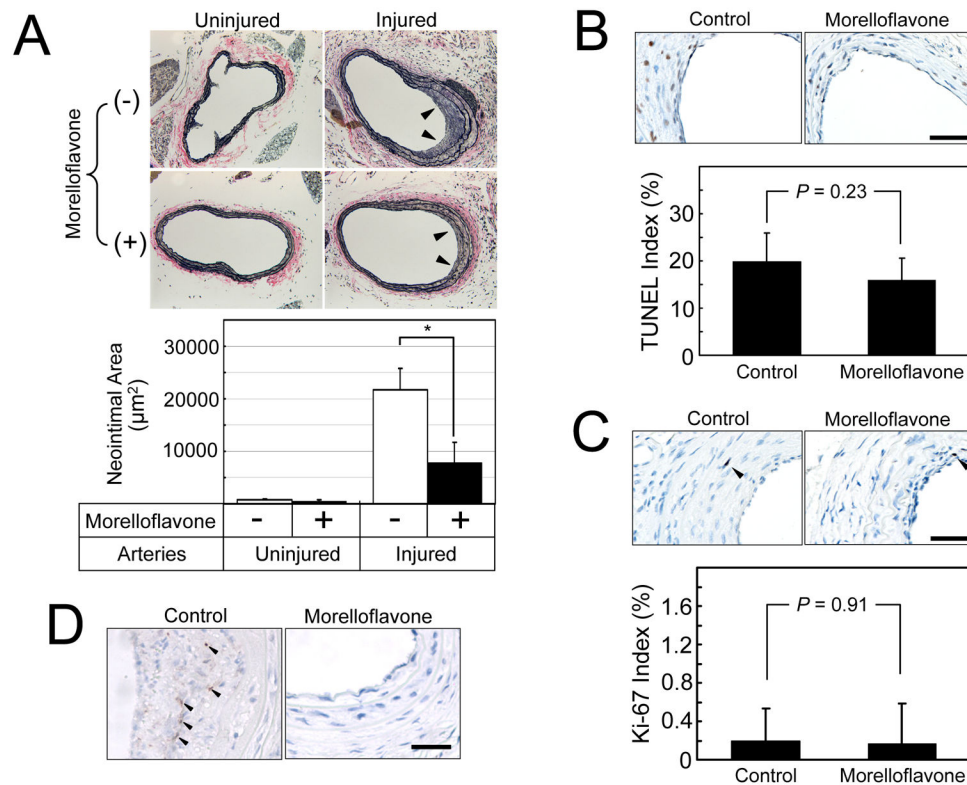 A
Uninjured
Injured
Morelloflavone
(-)
(+)
Neointimal Area
(μm²)
30000
20000
10000
*
Morelloflavone
-
+
-
+
Arteries
Uninjured
Injured
B
Control
Morelloflavone
TUNEL Index (%)
30
20
10
0
P = 0.23
Control
Morelloflavone
C
Control
Morelloflavone
Ki-67 Index (%)
1.6
1.2
0.8
0.4
0
P = 0.91
Control
Morelloflavone
D
Control
Morelloflavone